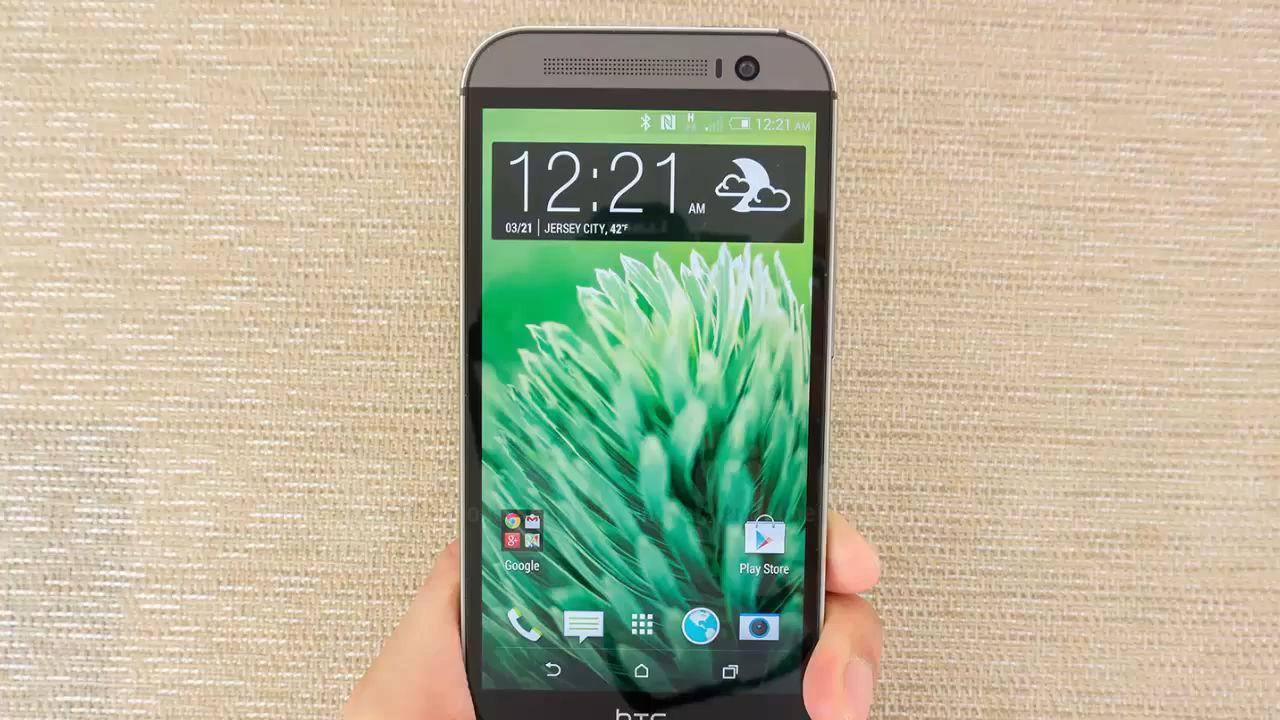 H
12:21 AM
12:21 AM
03/21 | JERSEY CITY, 42°F
g+
Google
Play Store
hTC